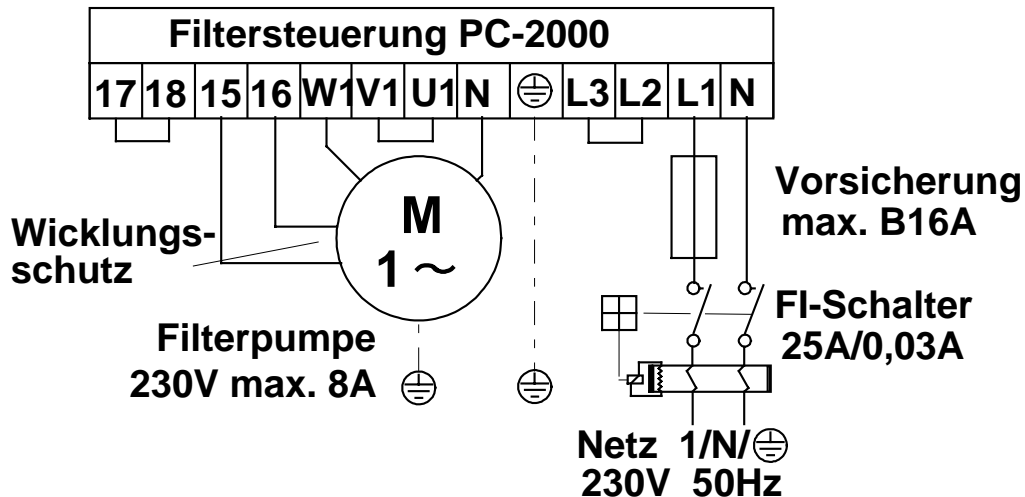 Filtersteuerung PC-2000
17 18 15 16 W1 V1 U1 N L3 L2 L1 N
Wicklungs-
schutz
M
1 ~
Filterpumpe
230V max. 8A
Vorsicherung
max. B16A
FI-Schalter
25A/0,03A
Netz 1/N/⏚
230V 50Hz